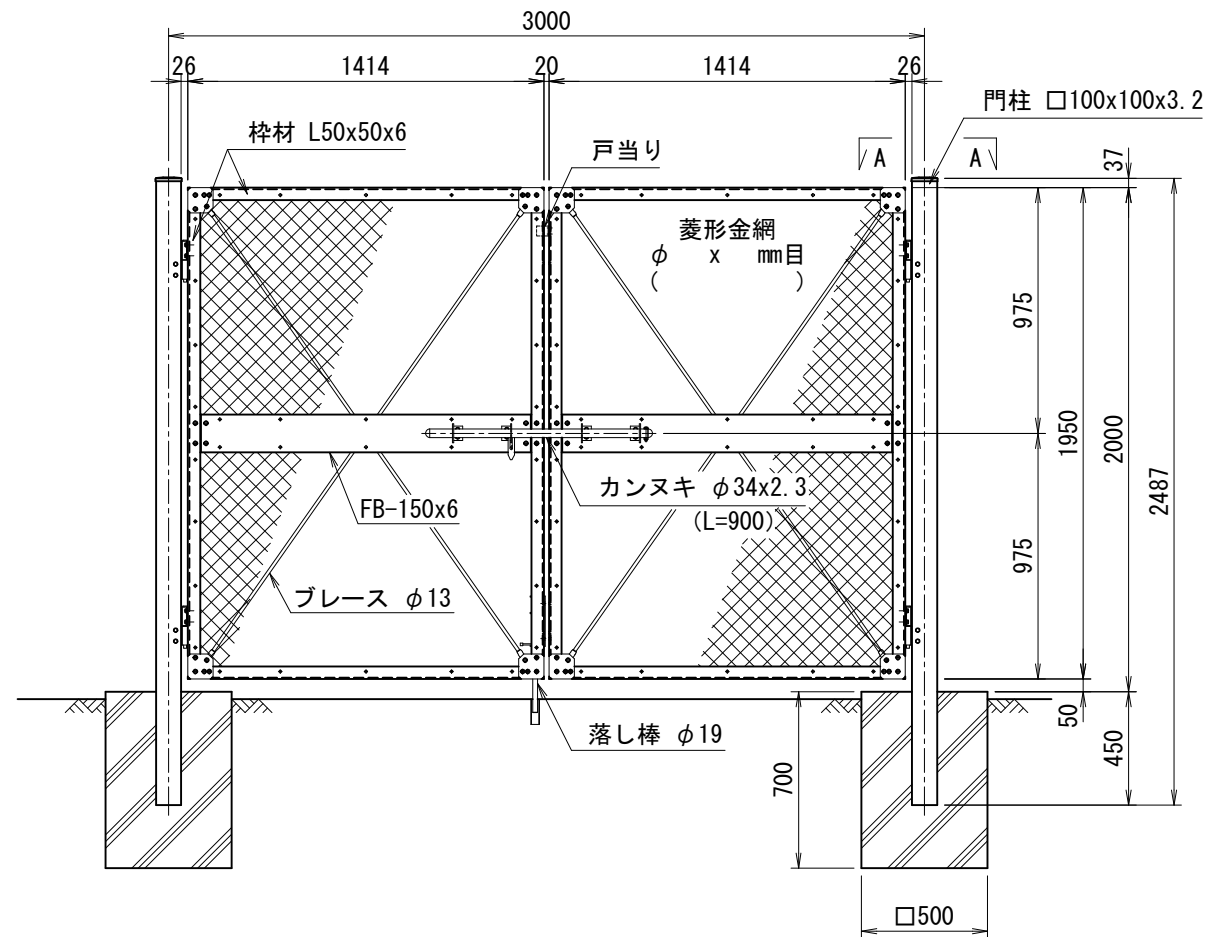 3000
26
1414
20
1414
26
門柱 □100x100x3.2
枠材 L50x50x6
戸当り
A
A
37
菱形金網
φ x mm目
( )
975
1950
2000
2487
カンヌキ φ34x2.3
(L=900)
FB-150x6
975
ブレース φ13
50
落し棒 φ19
700
450
□500